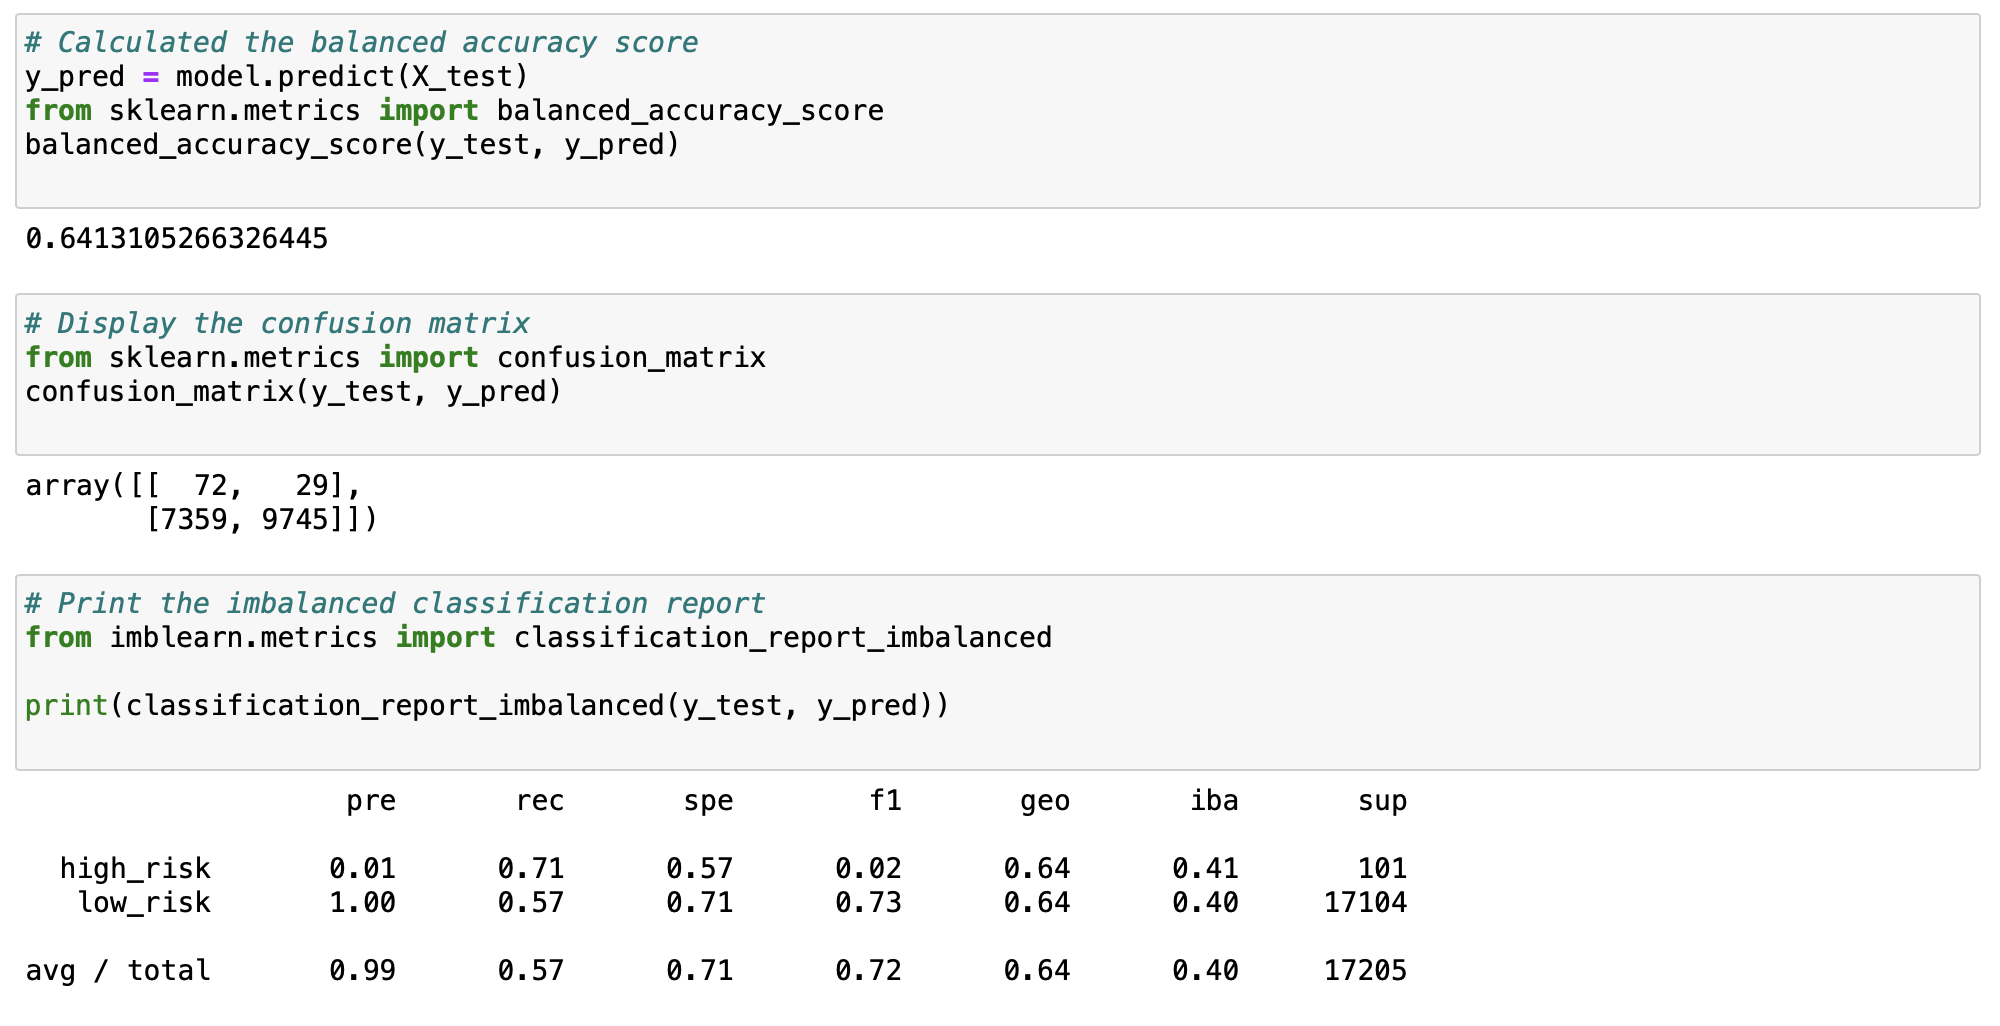 # Calculated the balanced accuracy score
y_pred = model.predict(X_test)
from sklearn.metrics import balanced_accuracy_score
balanced_accuracy_score(y_test, y_pred)
0.6413105266326445
# Display the confusion matrix
from sklearn.metrics import confusion_matrix
confusion_matrix(y_test, y_pred)
array([[  72,   29],
       [7359, 9745]])
# Print the imbalanced classification report
from imblearn.metrics import classification_report_imbalanced
print(classification_report_imbalanced(y_test, y_pred))
                   pre       rec       spe        f1       geo       iba       sup
  high_risk       0.01      0.71      0.57      0.02      0.64      0.41       101
   low_risk       1.00      0.57      0.71      0.73      0.64      0.40     17104
avg / total       0.99      0.57      0.71      0.72      0.64      0.40     17205